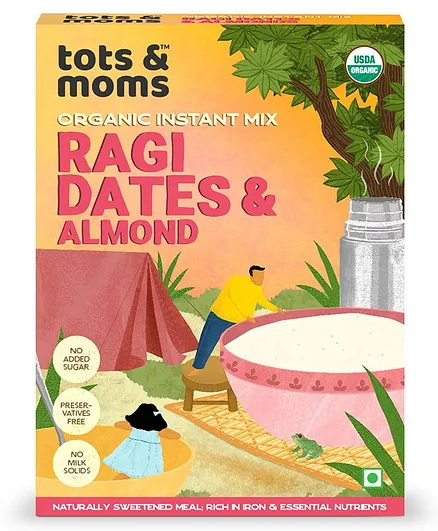 tots &™
moms
USDA
ORGANIC
ORGANIC INSTANT MIX
RAGI
DATES &
ALMOND
NO
ADDED
SUGAR
PRESER-
VATIVES
FREE
NO
MILK
SOLIDS
NATURALLY SWEETENED MEAL; RICH IN IRON & ESSENTIAL NUTRIENTS